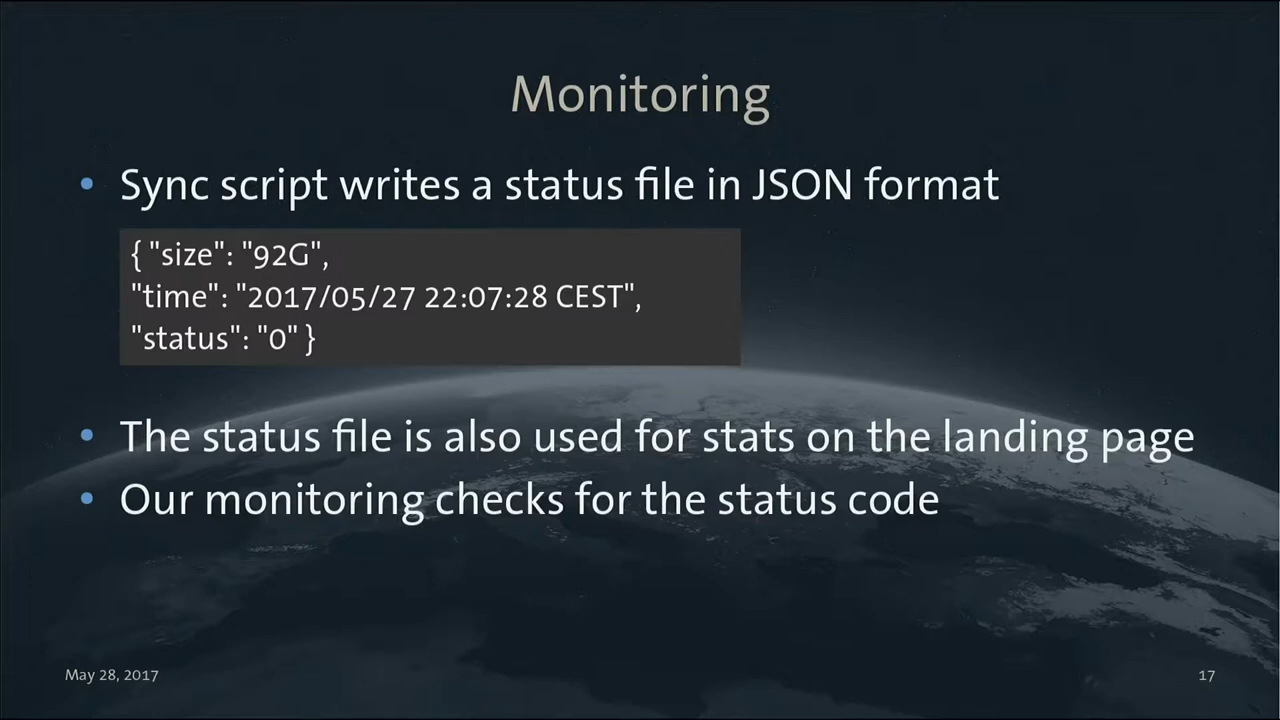 Monitoring
• Sync script writes a status file in JSON format
{ "size": "92G",
"time": "2017/05/27 22:07:28 CEST",
"status": "0" }
• The status file is also used for stats on the landing page
• Our monitoring checks for the status code
May 28, 2017
17